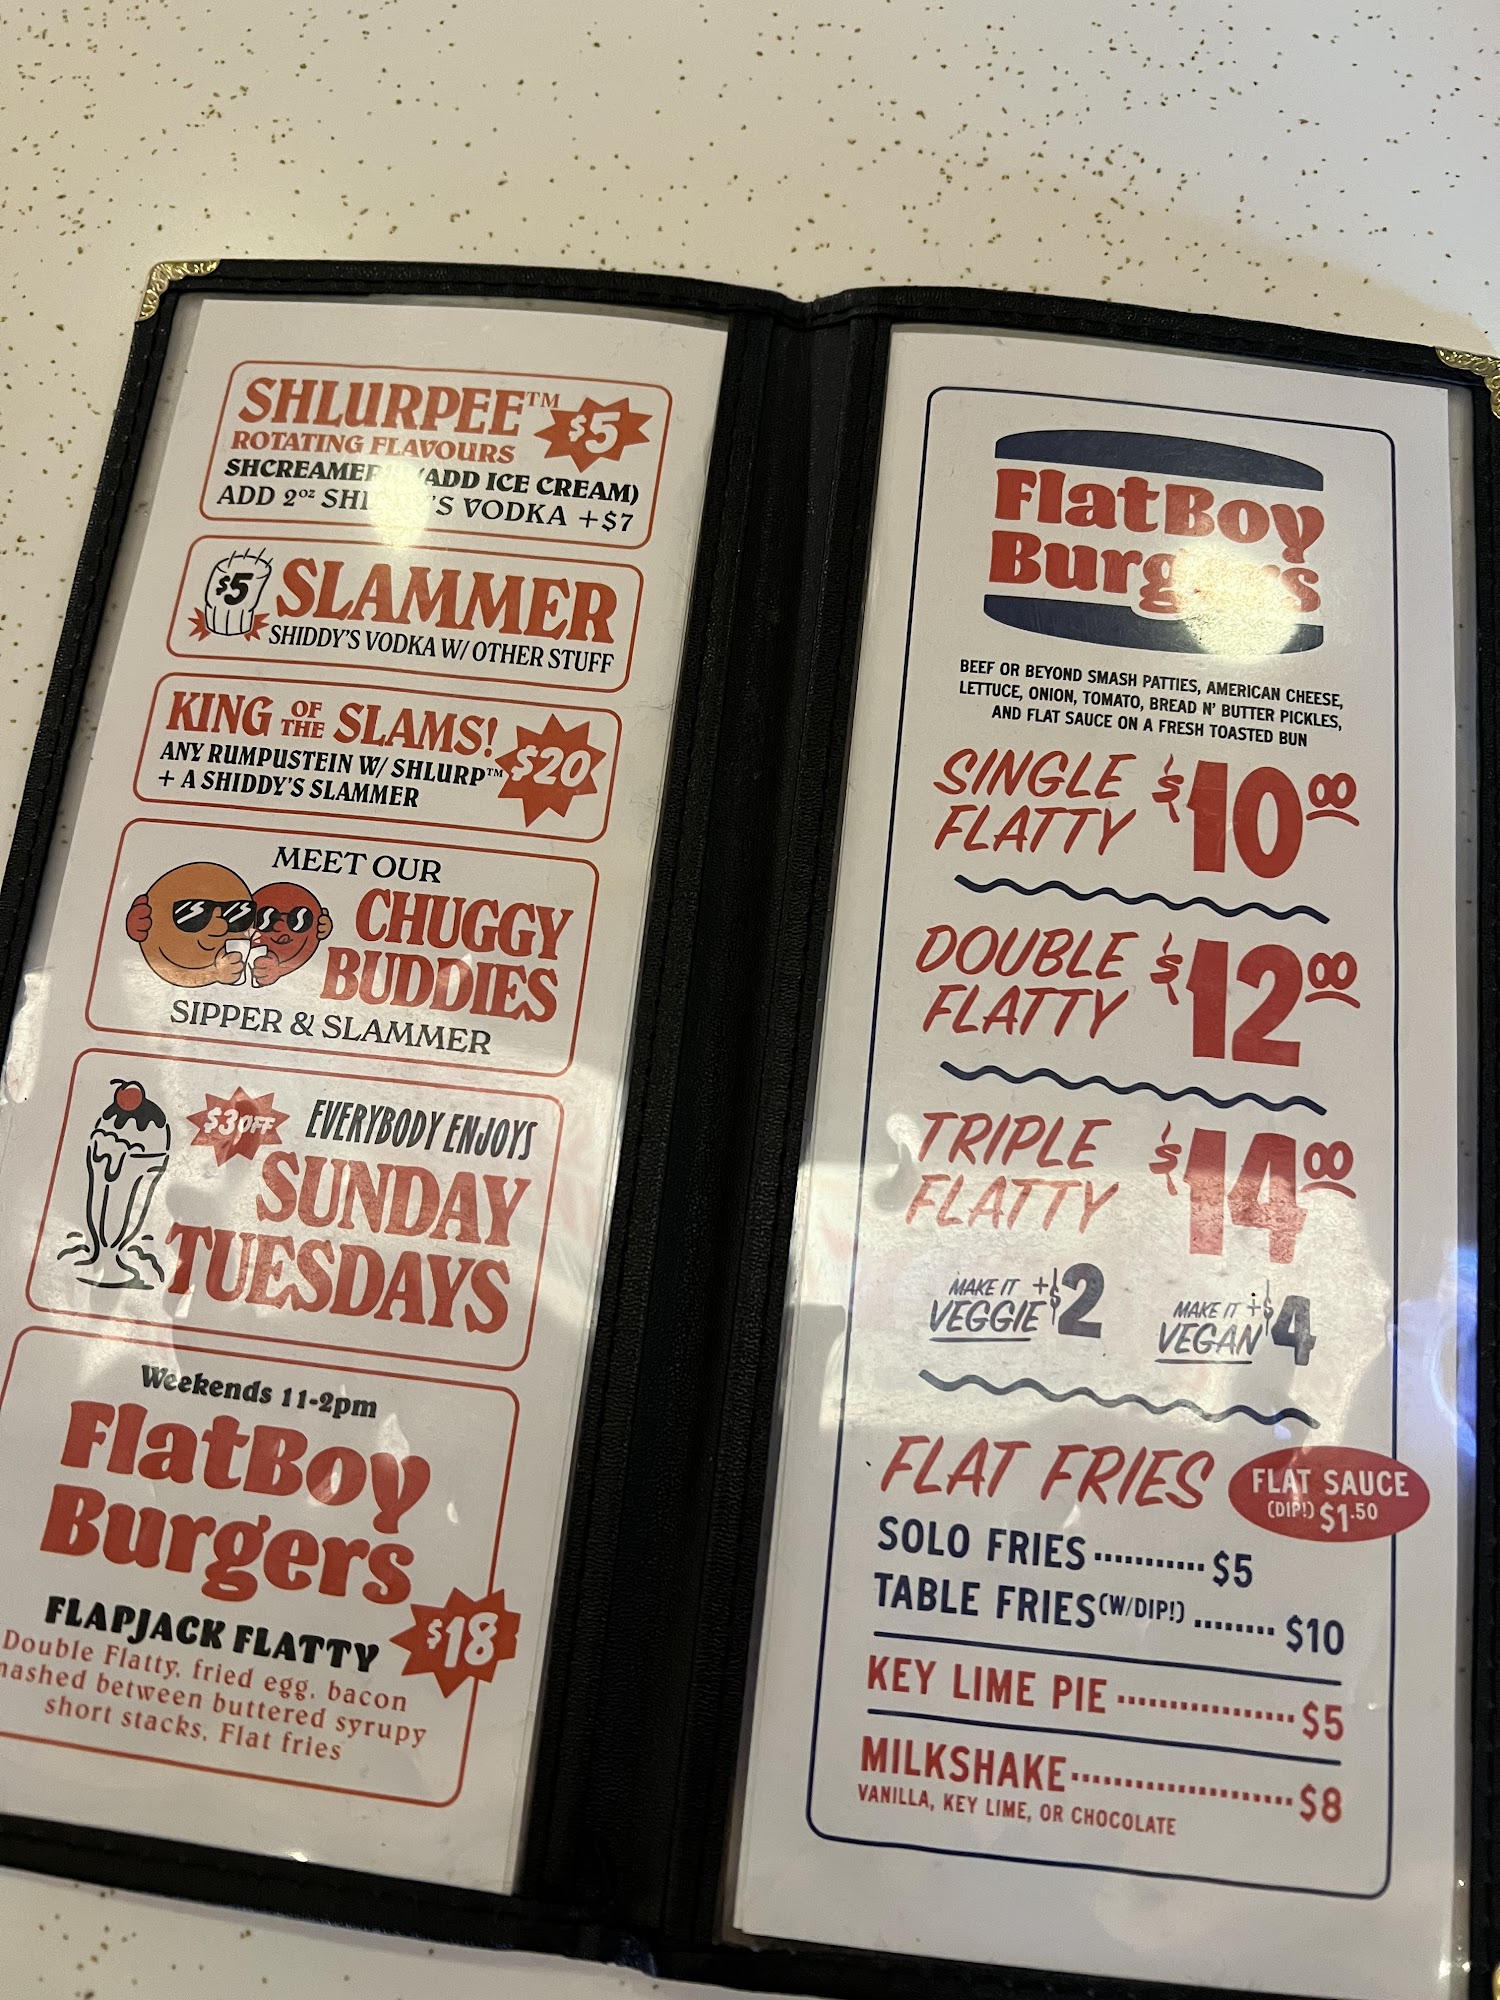 SHLURPEE™ $5
ROTATING FLAVOURS
ADD ICE CREAM)
ADD 2oz 'S VODKA +$7
$5 SLAMMER
SHIDDY'S VODKA W/ OTHER STUFF
KING OF THE SLAMS!
ANY RUMPUSTEIN W/ SHLURP™ $20
+ A SHIDDY'S SLAMMER
MEET OUR
CHUGGY
BUDDIES
SIPPER & SLAMMER
$3 OFF EVERYBODY ENJOYS
SUNDAY
TUESDAYS
Weekends 11-2pm
FlatBoy
Burgers
FLAPJACK FLATTY $18
Double Flatty, fried egg, bacon
between buttered syrupy
short stacks, Flat fries
FlatBoy
Burgers
BEEF OR BEYOND SMASH PATTIES, AMERICAN CHEESE,
LETTUCE, ONION, TOMATO, BREAD N' BUTTER PICKLES,
AND FLAT SAUCE ON A FRESH TOASTED BUN
SINGLE
FLATTY $10.00
DOUBLE
FLATTY $12.00
TRIPLE
FLATTY $14.00
MAKE IT VEGGIE +$2
MAKE IT VEGAN +$4
FLAT FRIES
FLAT SAUCE
(DIP!) $1.50
SOLO FRIES ........... $5
TABLE FRIES (W/DIP!) ........ $10
KEY LIME PIE ................. $5
MILKSHAKE ..................... $8
VANILLA, KEY LIME, OR CHOCOLATE